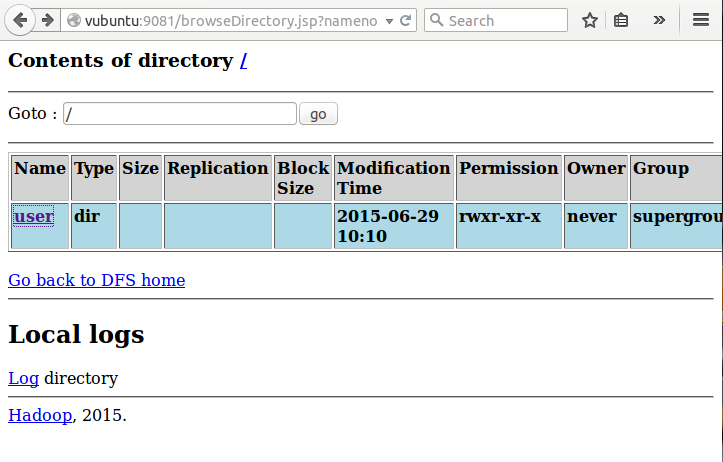 vubuntu:9081/browseDirectory.jsp?nameno
Search
Contents of directory /
Goto : / go
Name Type Size Replication Block Size Modification Time Permission Owner Group
user dir 2015-06-29 10:10 rwxr-xr-x never supergrou
Go back to DFS home
Local logs
Log directory
Hadoop, 2015.